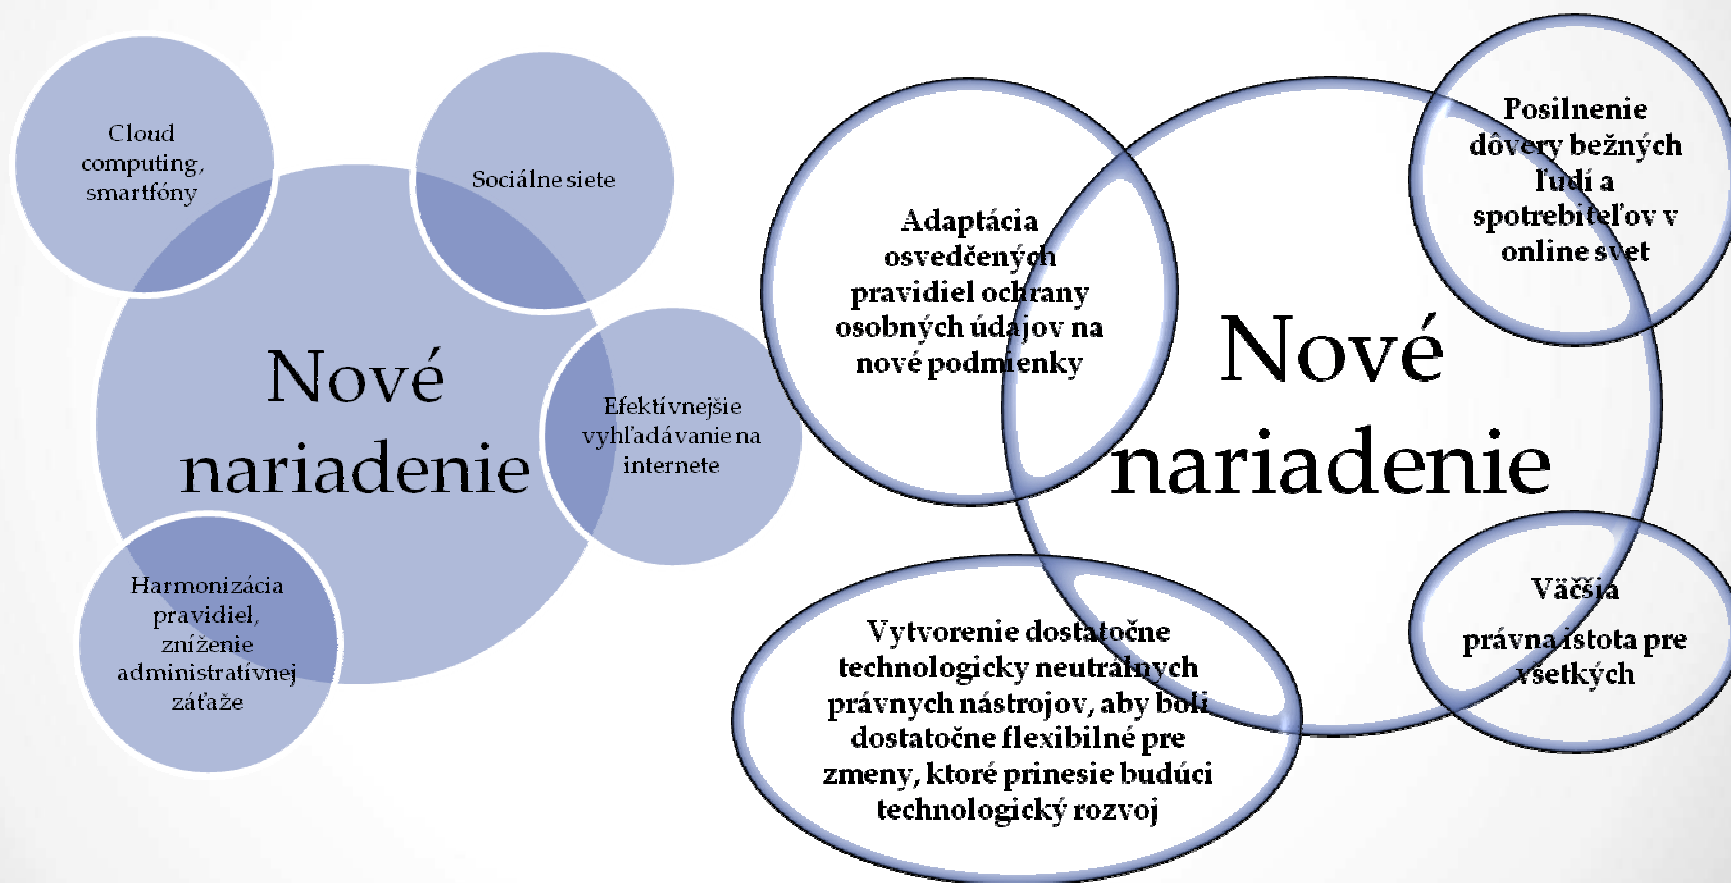 Cloud
computing,
smartfóny
Sociálne siete
Nové
nariadenie
Efektívnejšie
vyhľadávanie na
internete
Harmonizácia
pravidiel,
zníženie
administratívnej
záťaže
Adaptácia
osvedčených
pravidiel ochrany
osobných údajov na
nové podmienky
Posilnenie
dôvery bežných
ľudí a
spotrebiteľov v
online svet
Nové
nariadenie
Vytvorenie dostatočne
technologicky neutrálnych
právnych nástrojov, aby boli
dostatočne flexibilné pre
zmeny, ktoré prinesie budúci
technologický rozvoj
Väčšia
právna istota pre
všetkých